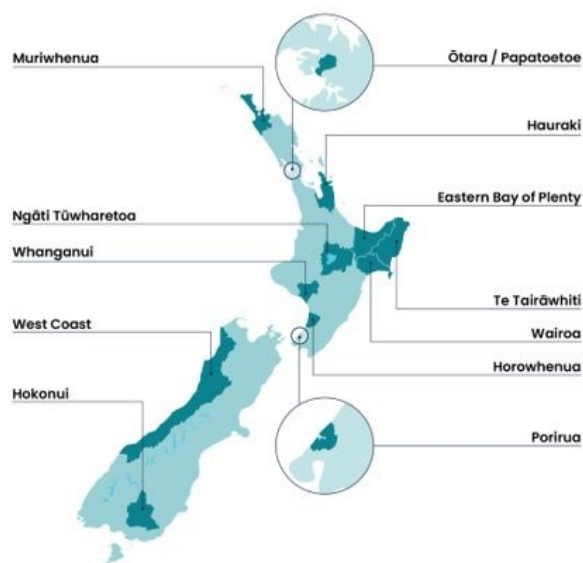 Muriwhenua
Ōtara / Papatoetoe
Hauraki
Eastern Bay of Plenty
Ngāti Tūwharetoa
Whanganui
Te Tairāwhiti
West Coast
Wairoa
Horowhenua
Hokonui
Porirua